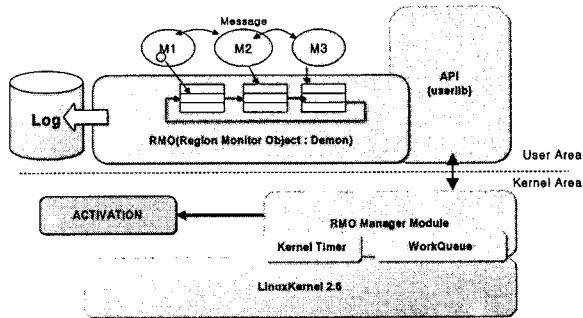 Message
M1 M2 M3
API
{userlib}
Log
RMO(Region Monitor Object : Demon)
User Area
Kernel Area
ACTIVATION
RMO Manager Module
Kernel Timer WorkQueue
LinuxKernel 2.6